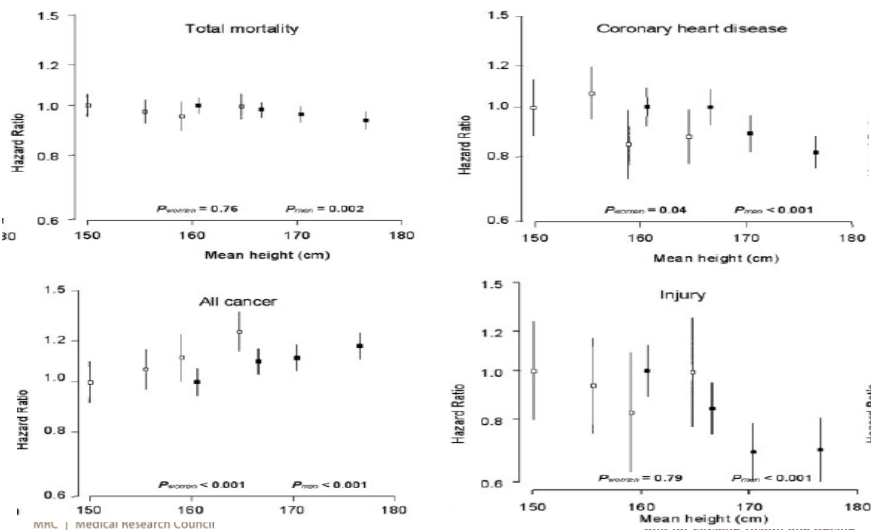 Total mortality
1.5
1.2
1.0
0.8
0.6
Hazard Ratio
Pwomen = 0.76 Pmen = 0.002
150 160 170 180
Mean height (cm)
Coronary heart disease
1.5
1.2
1.0
0.8
0.6
Hazard Ratio
Pwomen = 0.04 Pmen < 0.001
150 160 170 180
Mean height (cm)
All cancer
1.5
1.2
1.0
0.8
0.6
Hazard Ratio
Pwomen < 0.001 Pmen < 0.001
150 160 170 180
Injury
1.5
1.2
1.0
0.8
0.6
Hazard Ratio
Pwomen = 0.79 Pmen < 0.001
150 160 170 180
Mean height (cm)
MRC | Medical Research Council